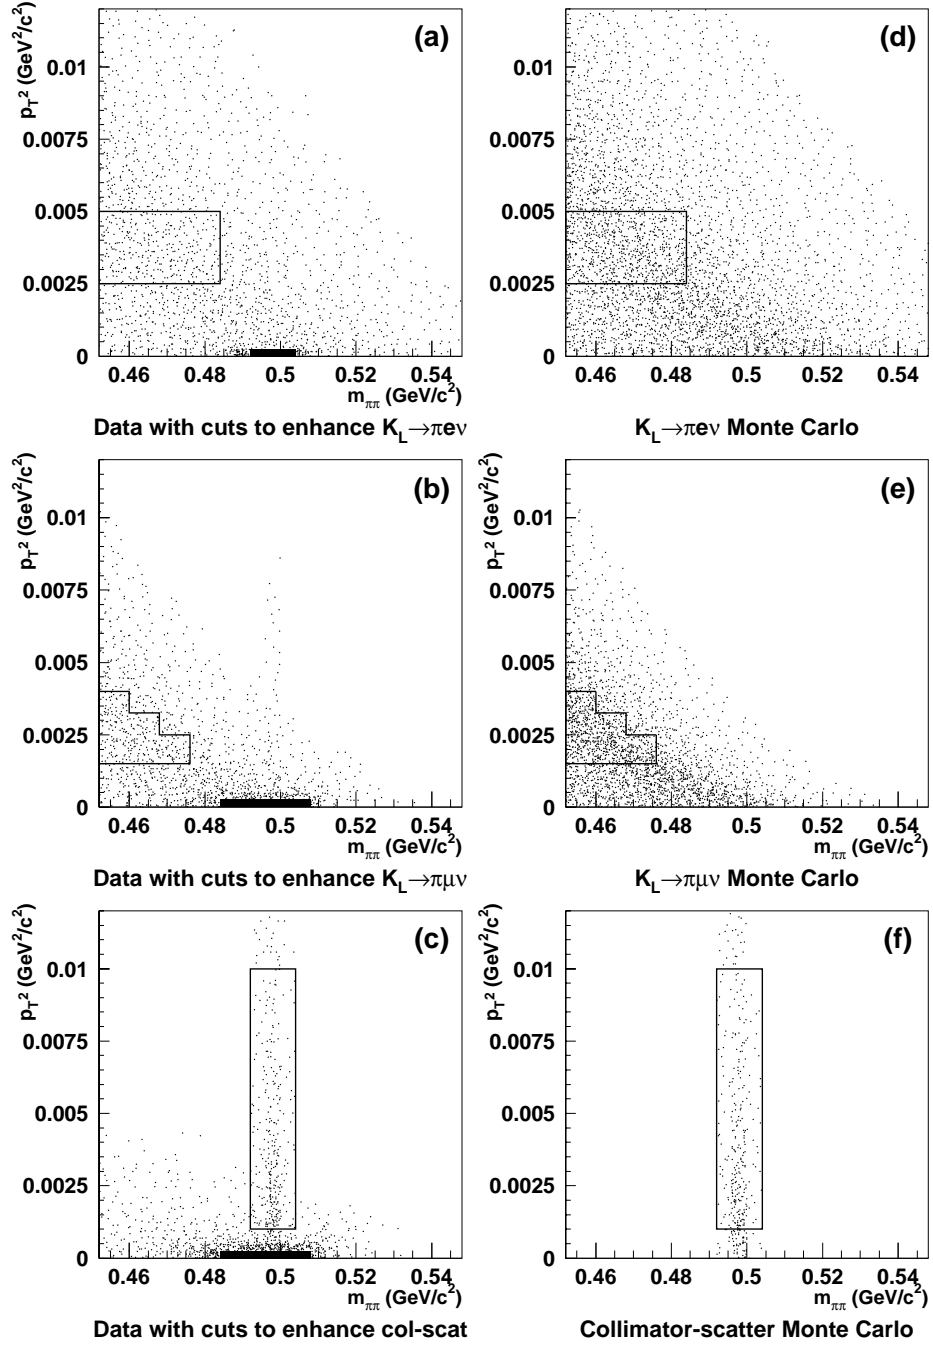 (a)
p_T^2 (GeV^2/c^2)
0.01
0.0075
0.005
0.0025
0
0.46 0.48 0.5 0.52 0.54
m_ππ (GeV/c^2)
Data with cuts to enhance K_L→πeν
(d)
p_T^2 (GeV^2/c^2)
0.01
0.0075
0.005
0.0025
0
0.46 0.48 0.5 0.52 0.54
K_L→πeν Monte Carlo
(b)
p_T^2 (GeV^2/c^2)
0.01
0.0075
0.005
0.0025
0
0.46 0.48 0.5 0.52 0.54
m_ππ (GeV/c^2)
Data with cuts to enhance K_L→πμν
(e)
p_T^2 (GeV^2/c^2)
0.01
0.0075
0.005
0.0025
0
0.46 0.48 0.5 0.52 0.54
m_ππ (GeV/c^2)
K_L→πμν Monte Carlo
(c)
p_T^2 (GeV^2/c^2)
0.01
0.0075
0.005
0.0025
0
0.46 0.48 0.5 0.52 0.54
m_ππ (GeV/c^2)
Data with cuts to enhance col-scat
(f)
p_T^2 (GeV^2/c^2)
0.01
0.0075
0.005
0.0025
0
0.46 0.48 0.5 0.52 0.54
m_ππ (GeV/c^2)
Collimator-scatter Monte Carlo